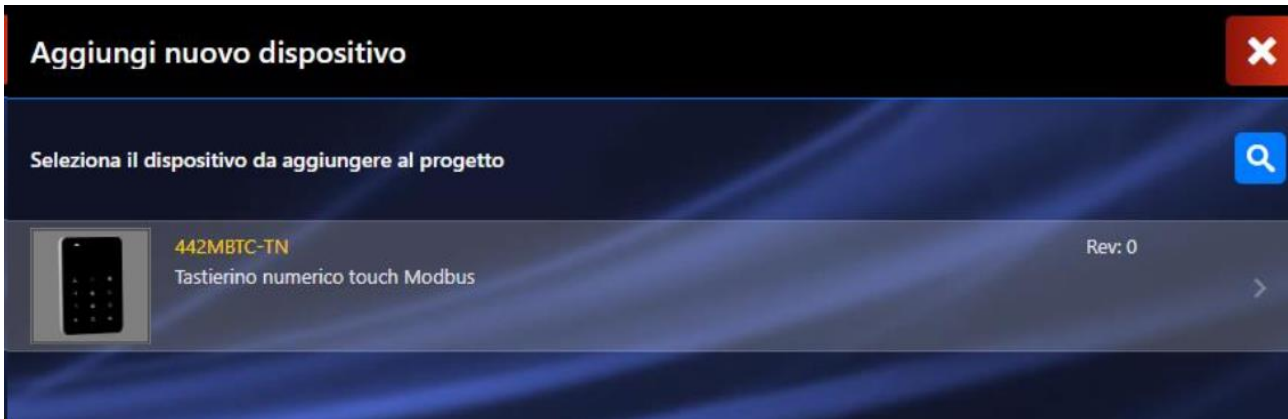 Aggiungi nuovo dispositivo
Seleziona il dispositivo da aggiungere al progetto
442MBTC-TN
Rev: 0
Tastierino numerico touch Modbus